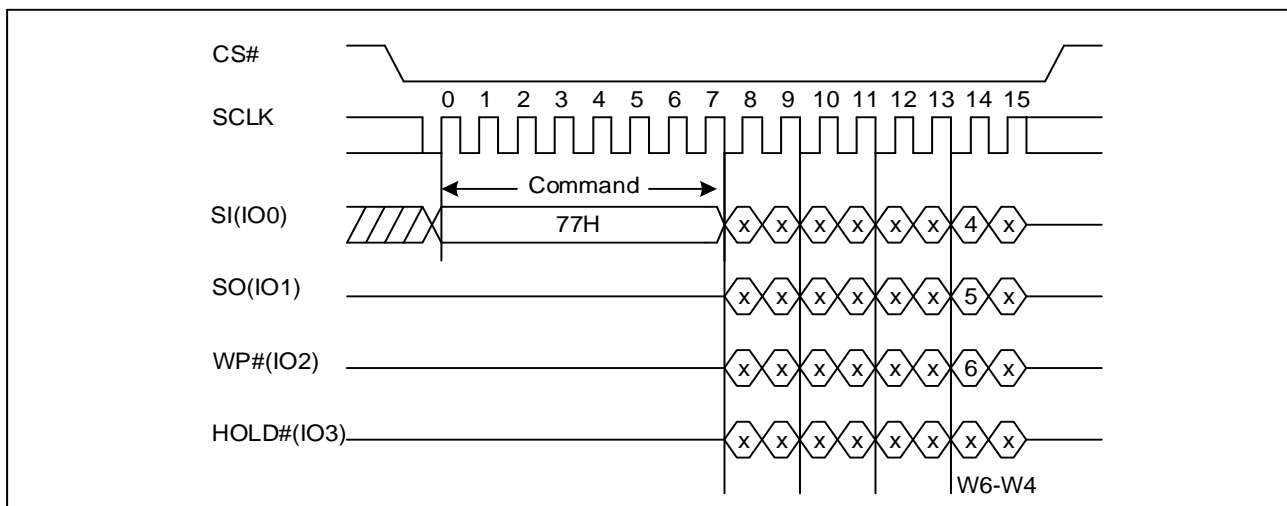 CS#
0 1 2 3 4 5 6 7 8 9 10 11 12 13 14 15
SCLK
Command
SI(IO0)
77H
x x x x x x 4 x
SO(IO1)
x x x x x x 5 x
WP#(IO2)
x x x x x x 6 x
HOLD#(IO3)
x x x x x x x x
W6-W4